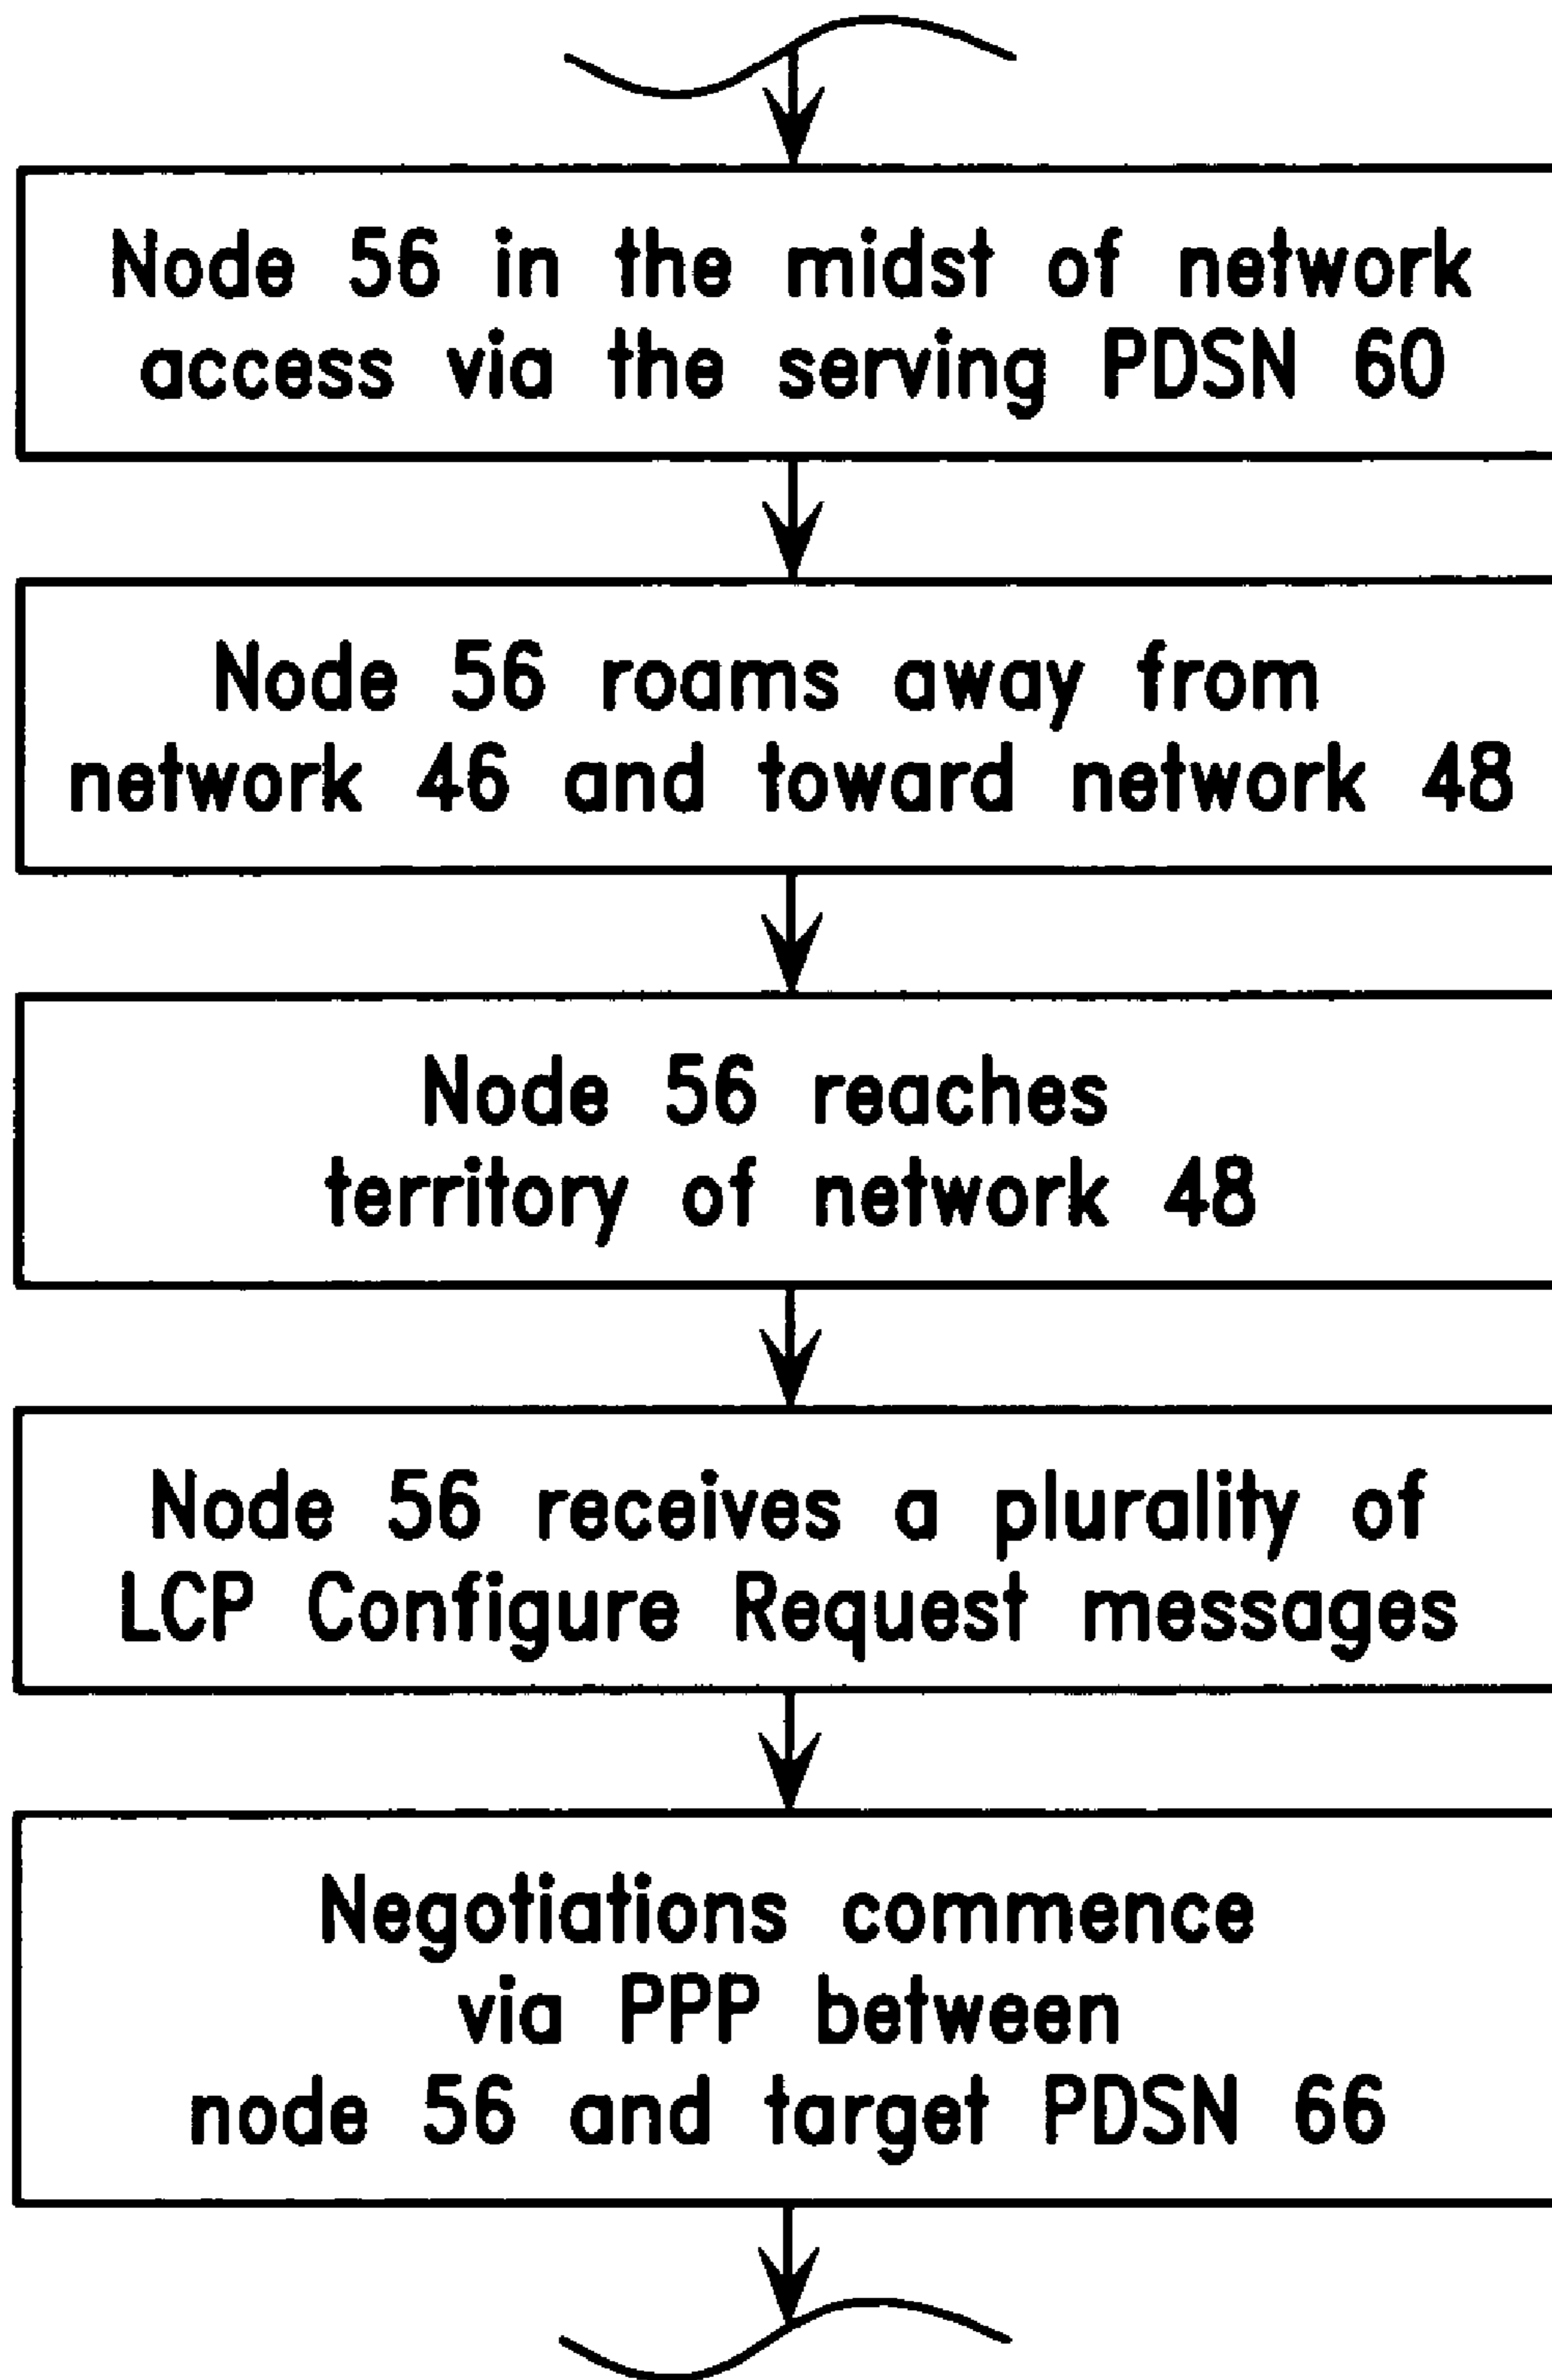 Node 56 in the midst of network
access via the serving PDSN 60
Node 56 roams away from
network 46 and toward network 48
Node 56 reaches
territory of network 48
Node 56 receives a plurality of
LCP Configure Request messages
Negotiations commence
via PPP between
node 56 and target PDSN 66